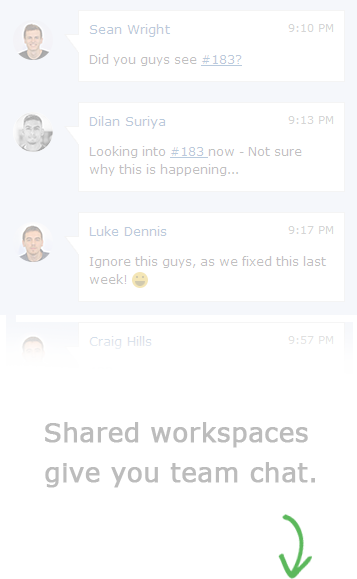 Sean Wright 9:10 PM
Did you guys see #183?
Dilan Suriya 9:13 PM
Looking into #183 now - Not sure
why this is happening...
Luke Dennis 9:17 PM
Ignore this guys, as we fixed this last
week!
Craig Hills 9:57 PM
Shared workspaces
give you team chat.